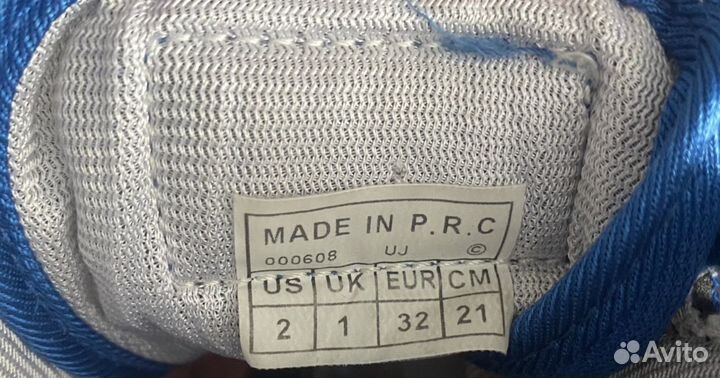 MADE IN P.R.C
000608 UJ ©
US UK EUR CM
2 1 32 21
Avito